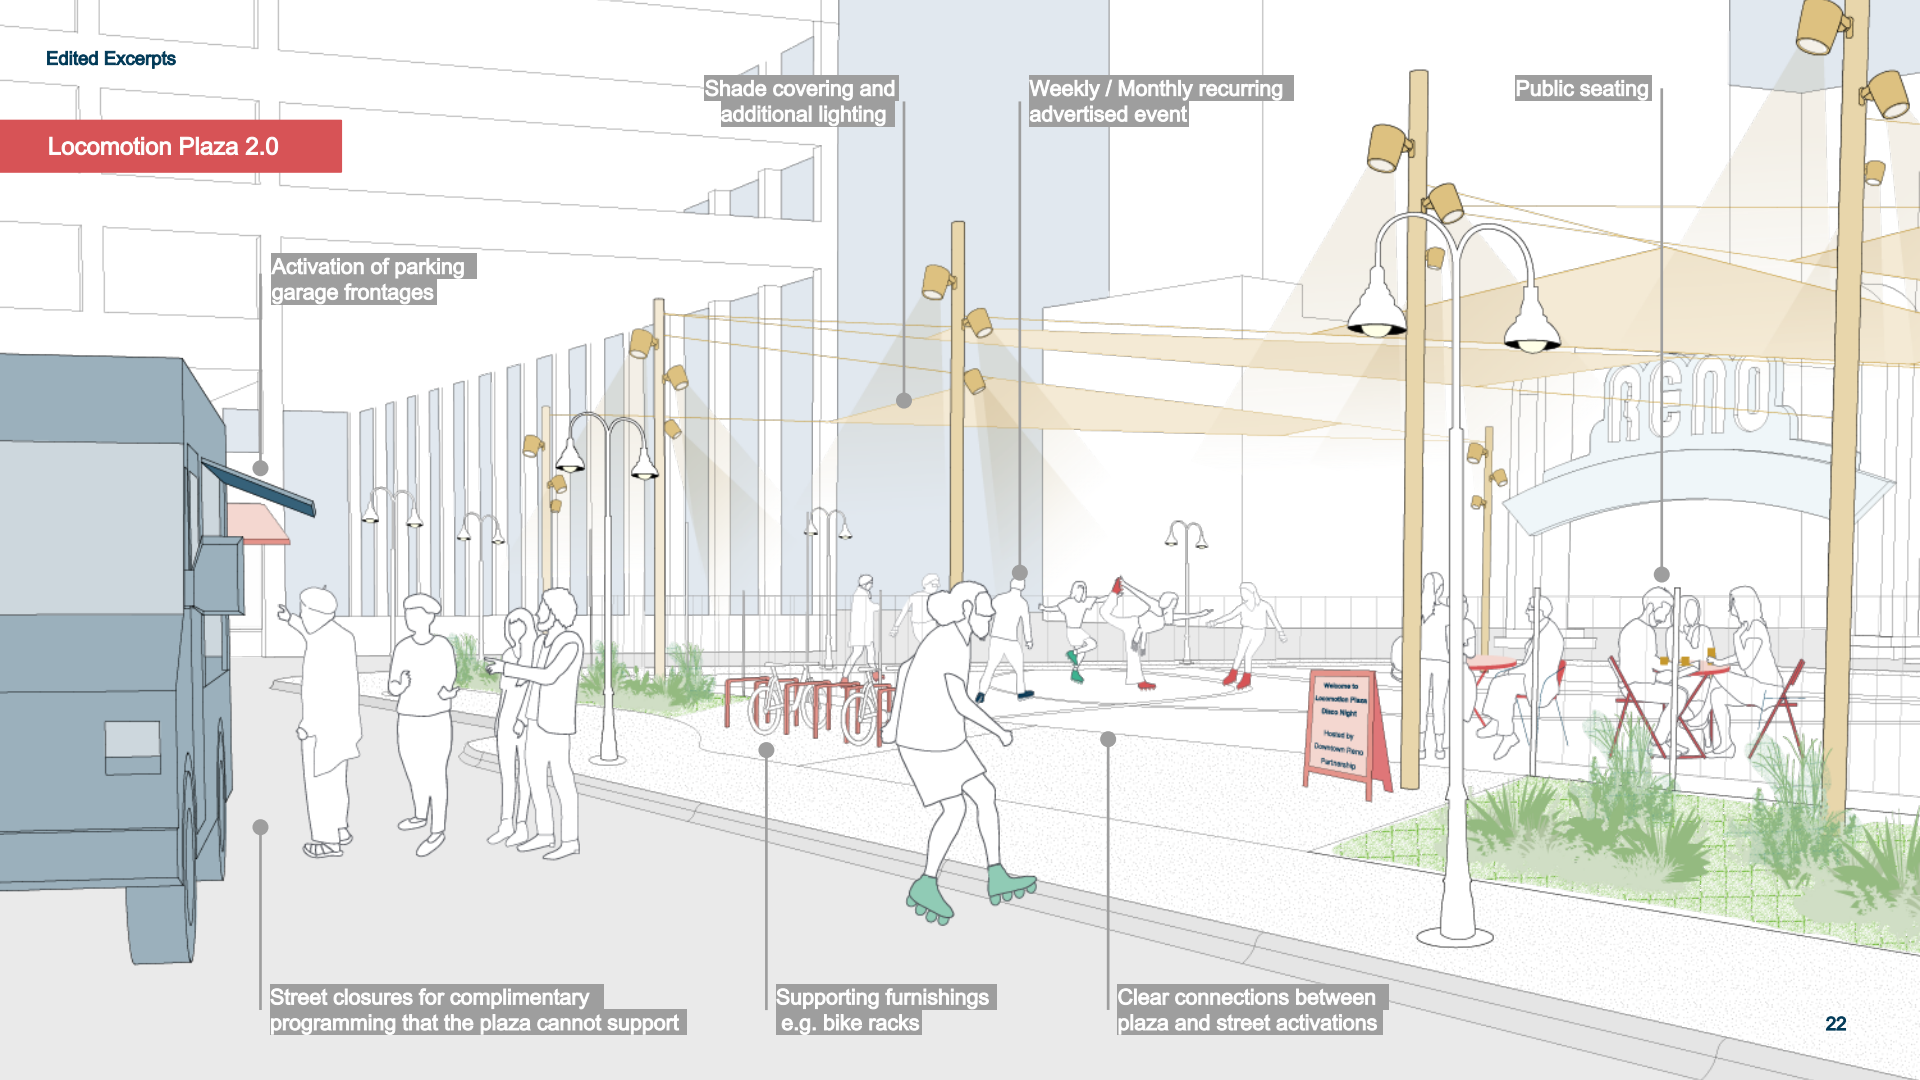 Edited Excerpts
Locomotion Plaza 2.0
Shade covering and
additional lighting
Weekly / Monthly recurring
advertised event
Public seating
Activation of parking
garage frontages
RENO
Welcome to
Locomotion Plaza
Disco Night
Hosted by
Downtown Reno
Partnership
Street closures for complimentary
programming that the plaza cannot support
Supporting furnishings
e.g. bike racks
Clear connections between
plaza and street activations
22